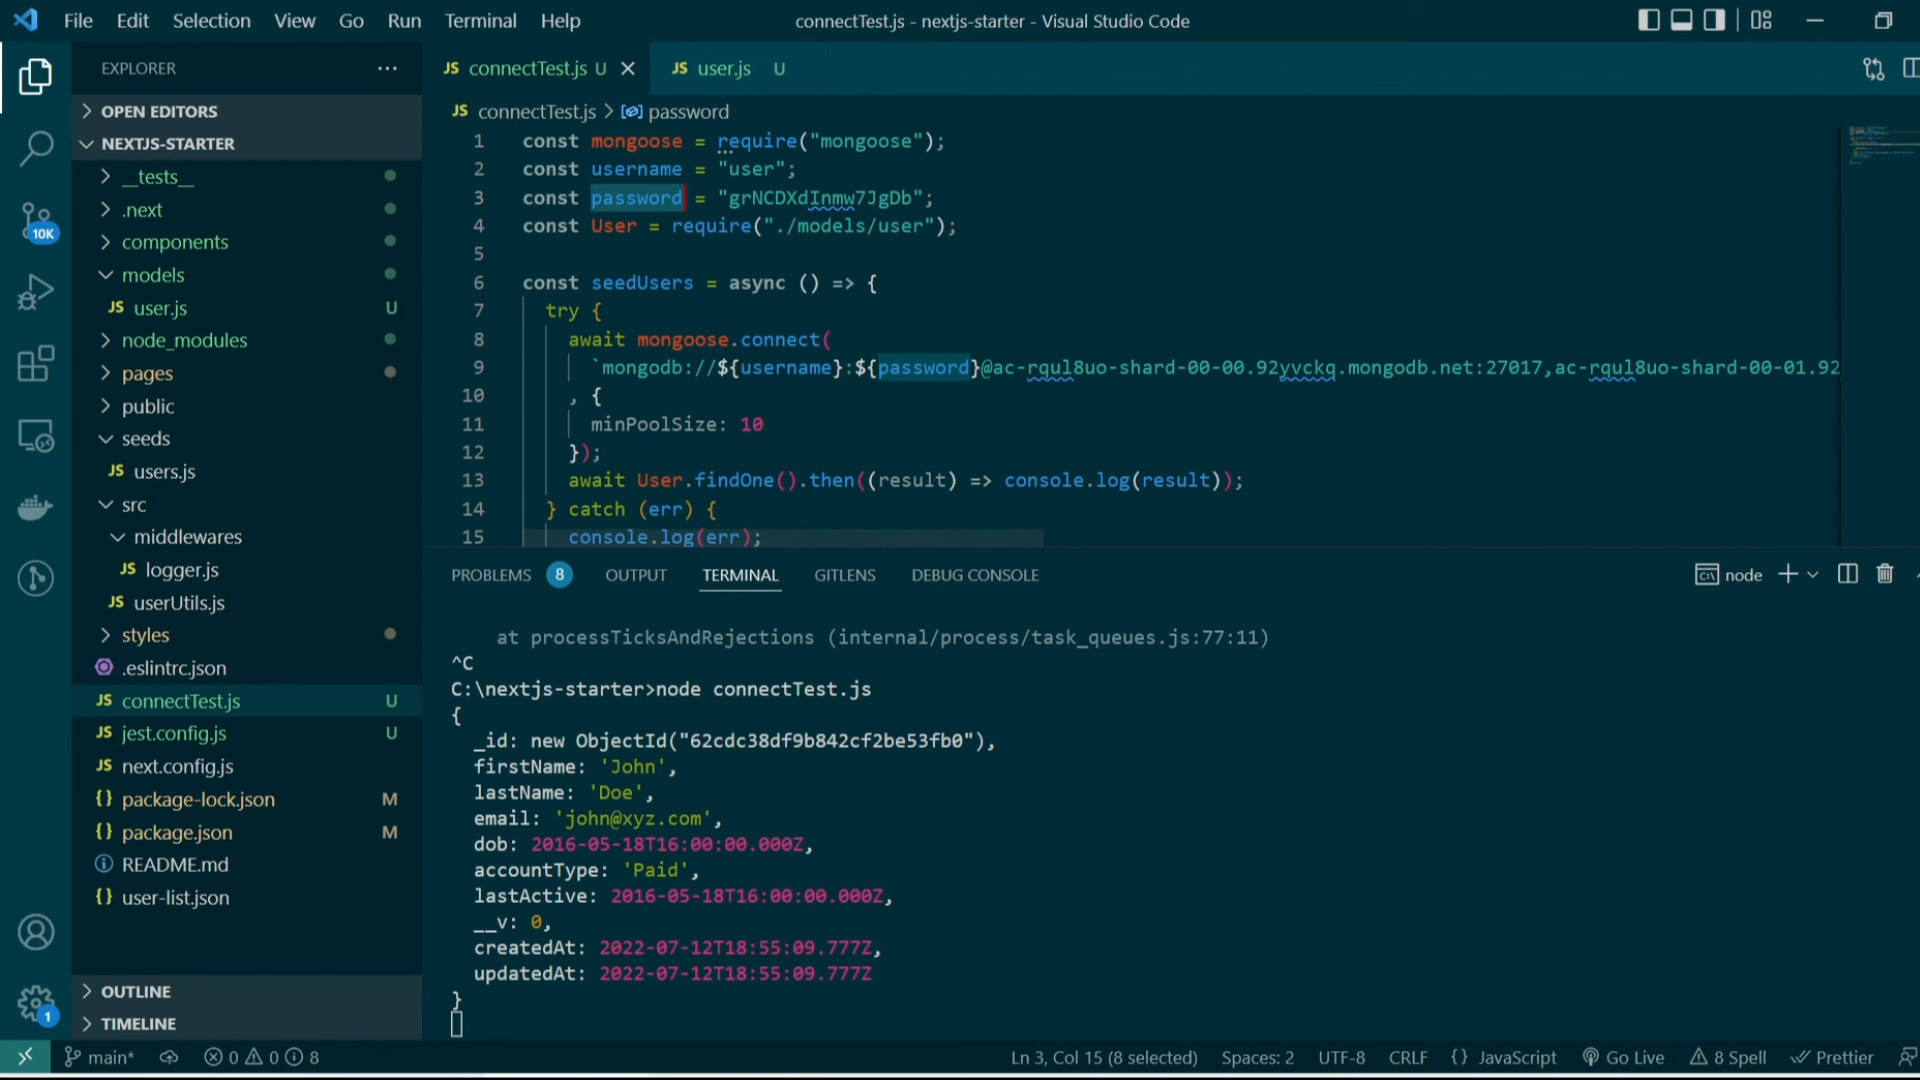 File Edit Selection View Go Run Terminal Help
connectTest.js - nextjs-starter - Visual Studio Code
EXPLORER
OPEN EDITORS
NEXTJS-STARTER
__tests__
.next
components
models
JS user.js U
node_modules
pages
public
seeds
JS users.js
src
middlewares
JS logger.js
JS userUtils.js
styles
.eslintrc.json
JS connectTest.js U
JS jest.config.js U
JS next.config.js
{} package-lock.json M
{} package.json M
README.md
{} user-list.json
OUTLINE
TIMELINE
10K
1
JS connectTest.js U
JS user.js U
JS connectTest.js > password
1 const mongoose = require("mongoose");
2 const username = "user";
3 const password = "grNCDXdInmw7JgDb";
4 const User = require("./models/user");
5
6 const seedUsers = async () => {
7 try {
8 await mongoose.connect(
9 `mongodb://${username}:${password}@ac-rqul8uo-shard-00-00.92yvckq.mongodb.net:27017,ac-rqul8uo-shard-00-01.92
10 , {
11 minPoolSize: 10
12 });
13 await User.findOne().then((result) => console.log(result));
14 } catch (err) {
15 console.log(err);
PROBLEMS 8 OUTPUT TERMINAL GITLENS DEBUG CONSOLE
node
at processTicksAndRejections (internal/process/task_queues.js:77:11)
^C
C:\nextjs-starter>node connectTest.js
{
_id: new ObjectId("62cdc38df9b842cf2be53fb0"),
firstName: 'John',
lastName: 'Doe',
email: 'john@xyz.com',
dob: 2016-05-18T16:00:00.000Z,
accountType: 'Paid',
lastActive: 2016-05-18T16:00:00.000Z,
__v: 0,
createdAt: 2022-07-12T18:55:09.777Z,
updatedAt: 2022-07-12T18:55:09.777Z
}
main* 0 0 8
Ln 3, Col 15 (8 selected) Spaces: 2 UTF-8 CRLF {} JavaScript Go Live 8 Spell Prettier